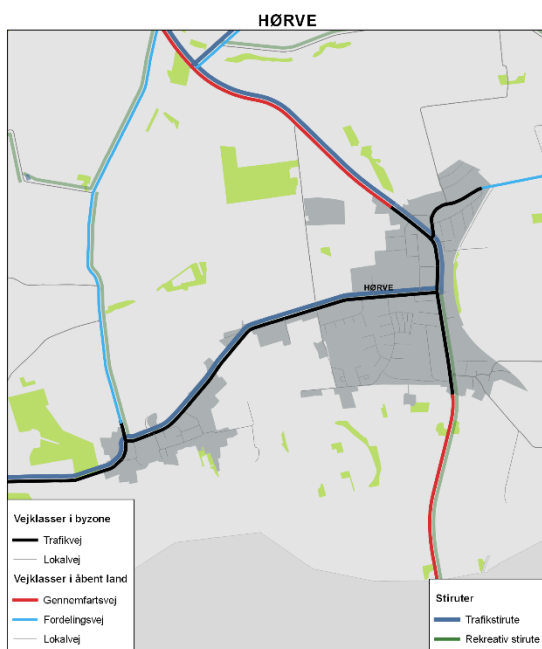 HØRVE
HØRVE
Vejklasser i byzone
Trafikvej
Lokalvej
Vejklasser i åbent land
Gennemfartsvej
Fordelingsvej
Lokalvej
Stiruter
Trafikstirute
Rekreativ stirute